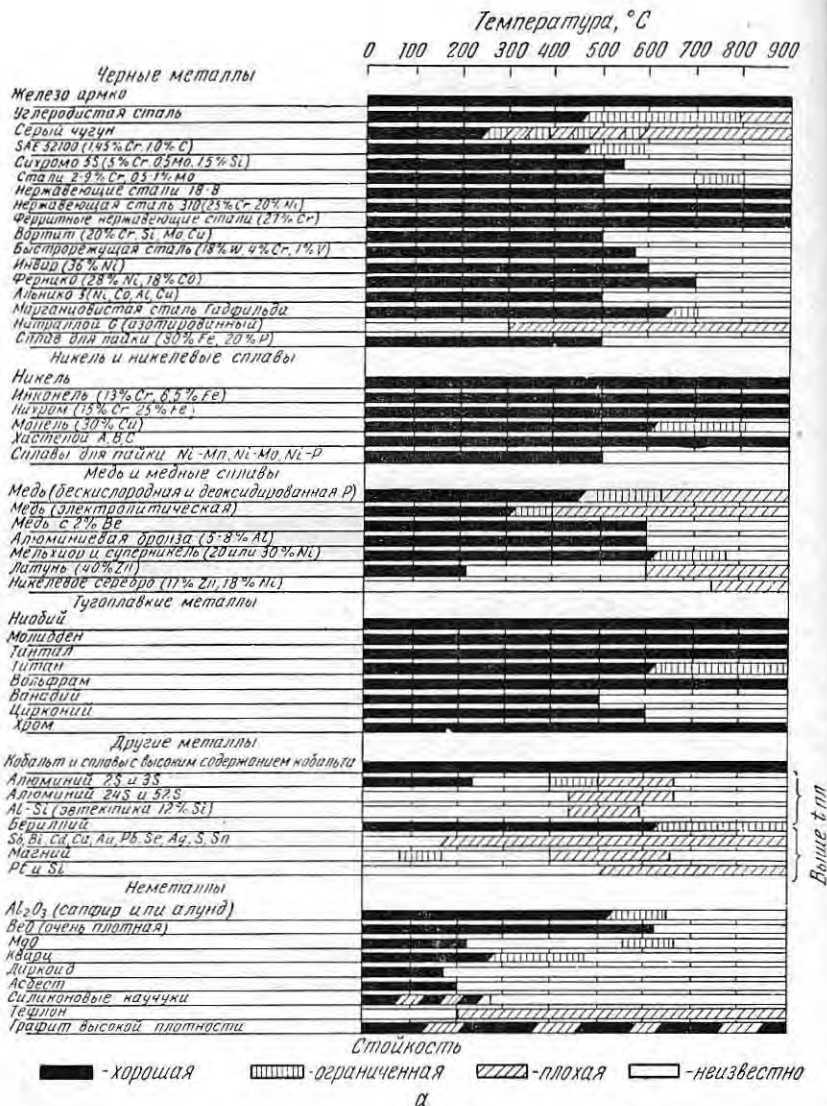 Температура, °С
0 100 200 300 400 500 600 700 800 900
Черные металлы
Железо армко
Углеродистая сталь
Серый чугун
SAE 52100 (1,45% Cr, 1,0% C)
Сихромо 5S (5% Cr, 0,5 Mo, 1,5% Si)
Стали 2-9% Cr, 0,5-1% Mo
Нержавеющие стали 18-8
Нержавеющая сталь 310 (25% Cr, 20% Ni)
Ферритные нержавеющие стали (27% Cr)
Вортит (20% Cr, Si, Mo, Cu)
Быстрорежущая сталь (18% W, 4% Cr, 1% V)
Инвар (36% Ni)
Фернико (28% Ni, 18% Co)
Альнико 5 (Ni, Co, Al, Cu)
Марганцовистая сталь Гадфильда
Нитраллой G (азотированный)
Сплав для пайки (80% Fe, 20% P)
Никель и никелевые сплавы
Никель
Инконель (13% Cr, 6,5% Fe)
Нихром (15% Cr 25% Fe)
Монель (30% Cu)
Хастелой А, В, С
Сплавы для пайки Ni-Mn, Ni-Mo, Ni-P
Медь и медные сплавы
Медь (бескислородная и деоксидированная P)
Медь (электролитическая)
Медь с 2% Be
Алюминиевая бронза (5-8% Al)
Мельхиор и суперникель (20 или 30% Ni)
Латунь (40% Zn)
Никелевое серебро (17% Zn, 18% Ni)
Тугоплавкие металлы
Ниобий
Молибден
Тантал
Титан
Вольфрам
Ванадий
Цирконий
Хром
Другие металлы
Кобальт и сплавы с высоким содержанием кобальта
Алюминий 2S и 3S
Алюминий 24S и 52S
Al-Si (эвтектика 12% Si)
Бериллий
Sb, Bi, Cd, Ca, Au, Pb, Se, Ag, S, Sn
Магний
Pt и Si
Выше t пл
Неметаллы
Al₂O₃ (сапфир или алунд)
BeO (очень плотная)
MgO
Кварц
Циркоид
Асбест
Силиконовые каучуки
Тефлон
Графит высокой плотности
Стойкость
-хорошая -ограниченная -плохая -неизвестно
а